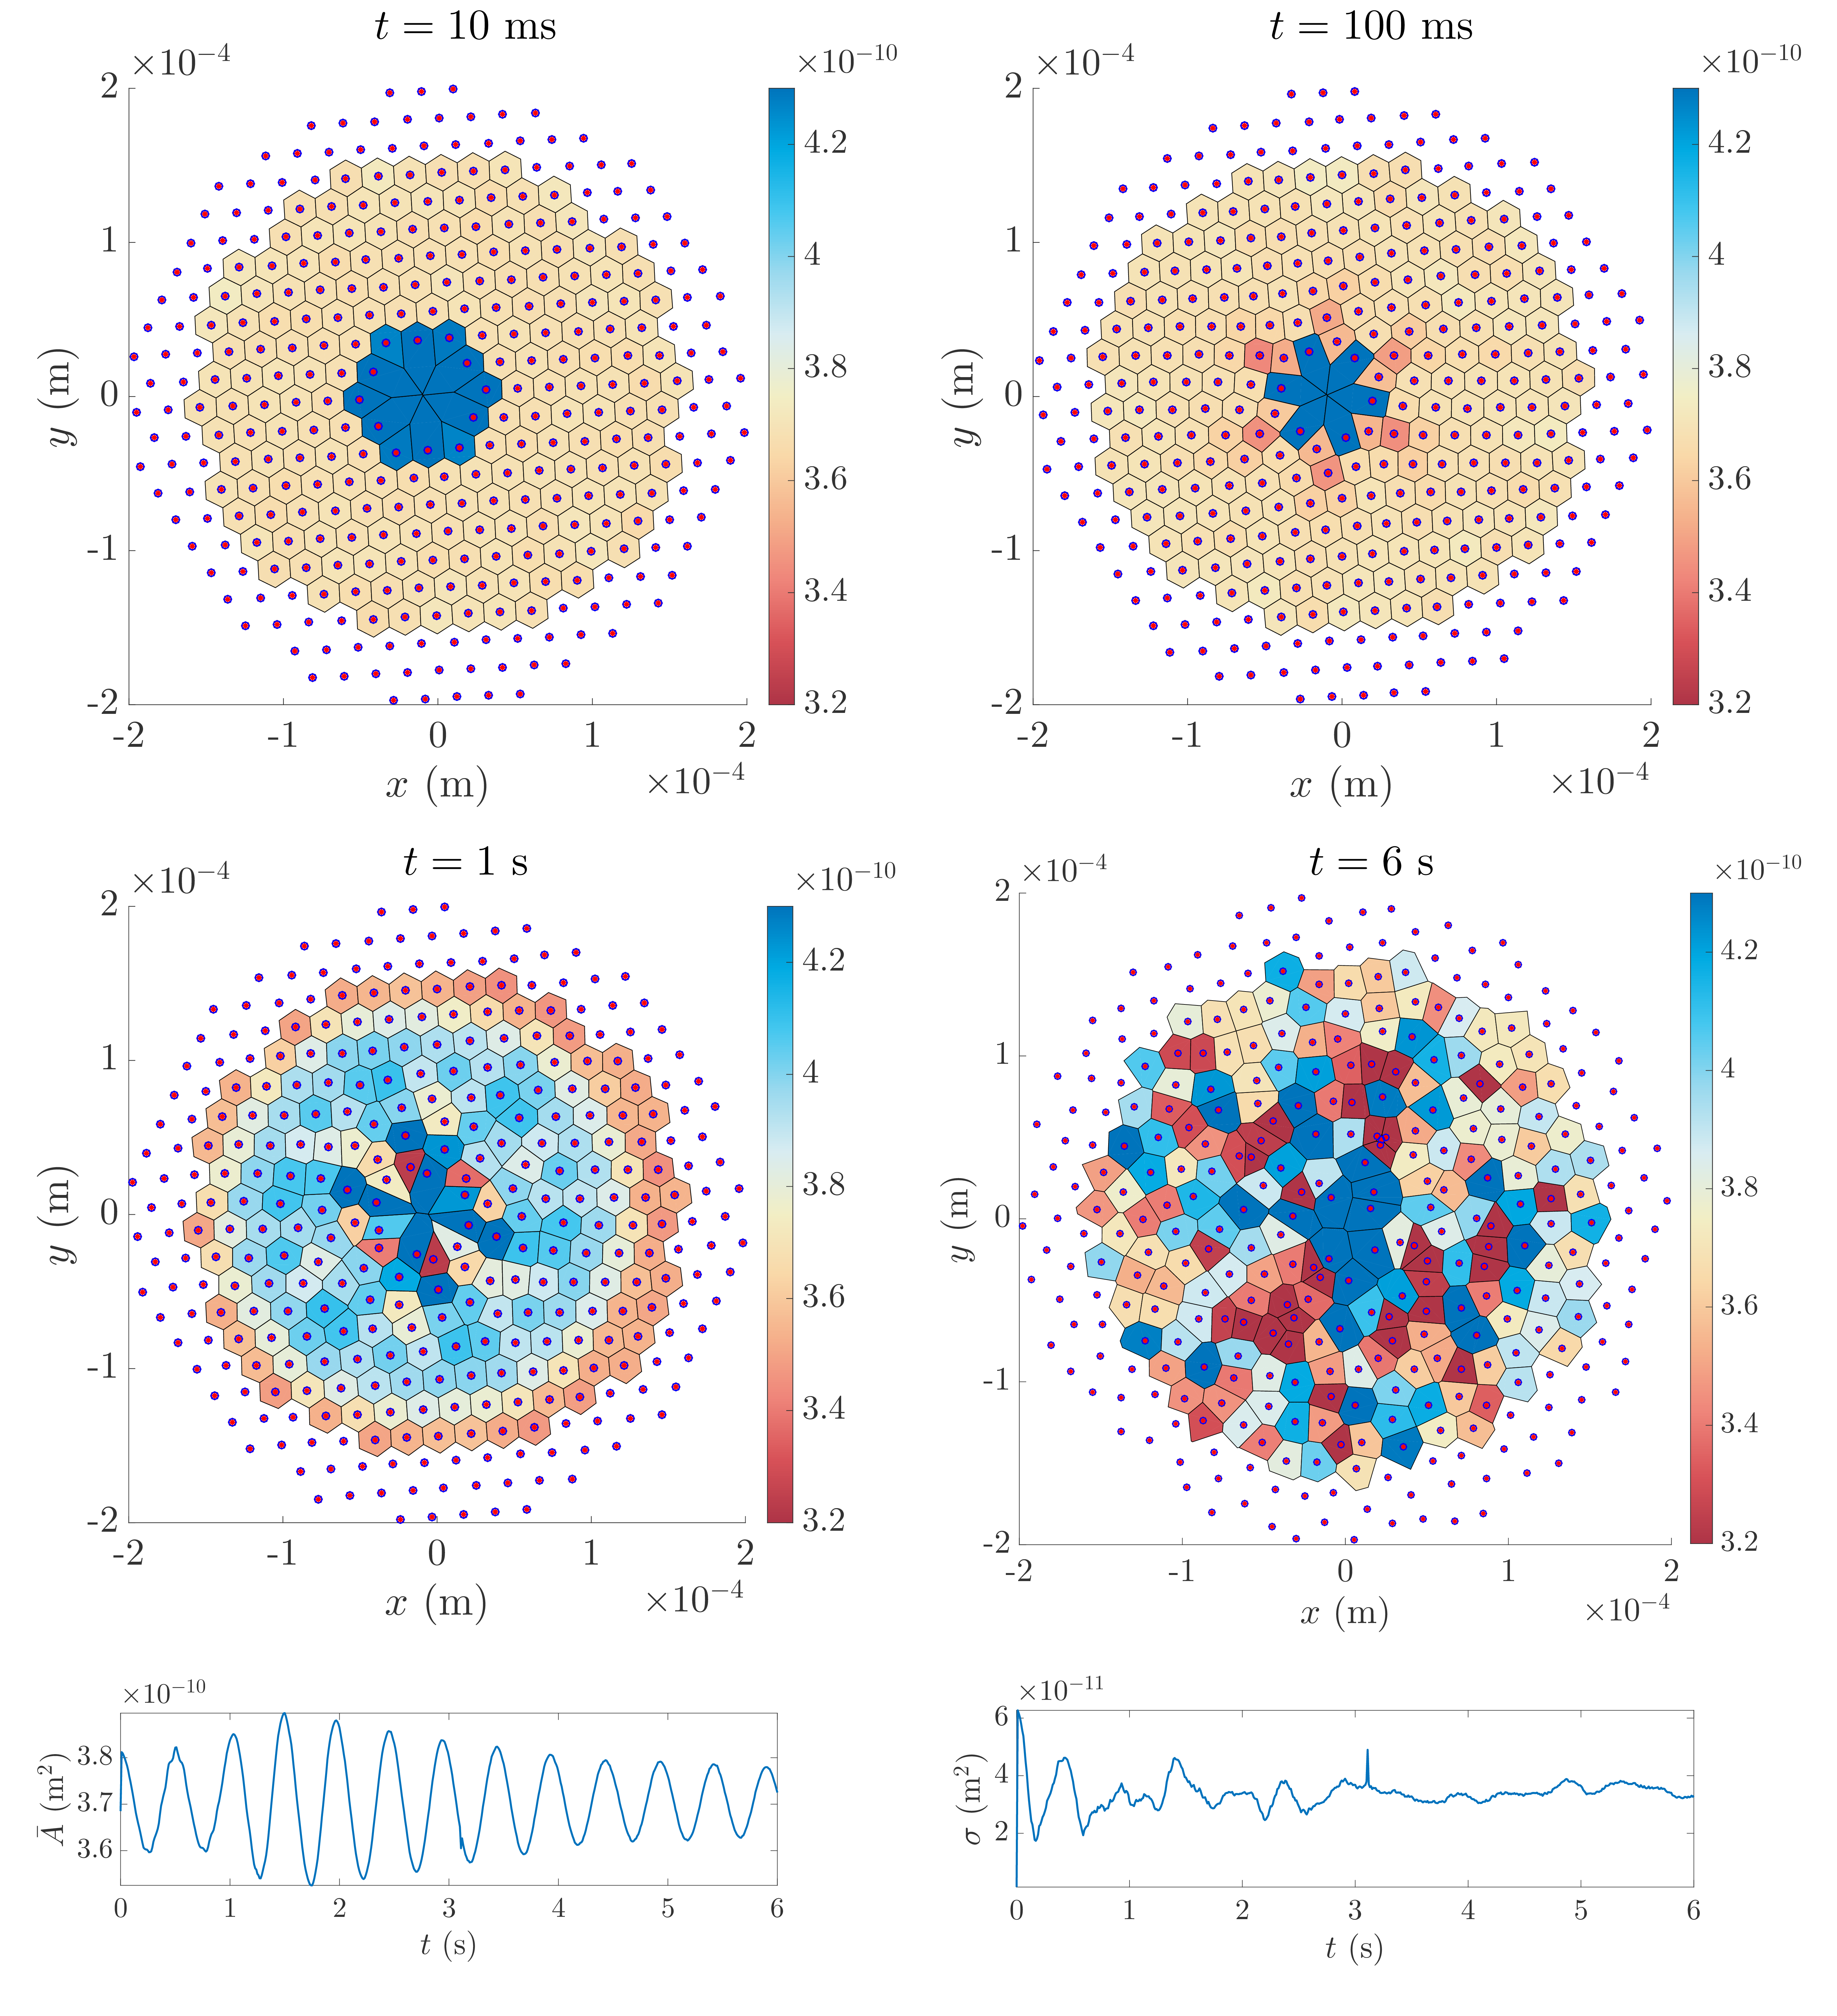 t = 10 ms
×10⁻⁴
×10⁻¹⁰
2
1
0
-1
-2
y (m)
-2 -1 0 1 2
x (m)
×10⁻⁴
4.2
4
3.8
3.6
3.4
3.2
t = 100 ms
×10⁻⁴
×10⁻¹⁰
2
1
0
-1
-2
y (m)
-2 -1 0 1 2
x (m)
×10⁻⁴
4.2
4
3.8
3.6
3.4
3.2
t = 1 s
×10⁻⁴
×10⁻¹⁰
2
1
0
-1
-2
y (m)
-2 -1 0 1 2
x (m)
×10⁻⁴
4.2
4
3.8
3.6
3.4
3.2
t = 6 s
×10⁻⁴
×10⁻¹⁰
2
1
0
-1
-2
y (m)
-2 -1 0 1 2
x (m)
×10⁻⁴
4.2
4
3.8
3.6
3.4
3.2
×10⁻¹⁰
3.8
3.7
3.6
Ā (m²)
0 1 2 3 4 5 6
t (s)
×10⁻¹¹
6
4
2
σ (m²)
0 1 2 3 4 5 6
t (s)